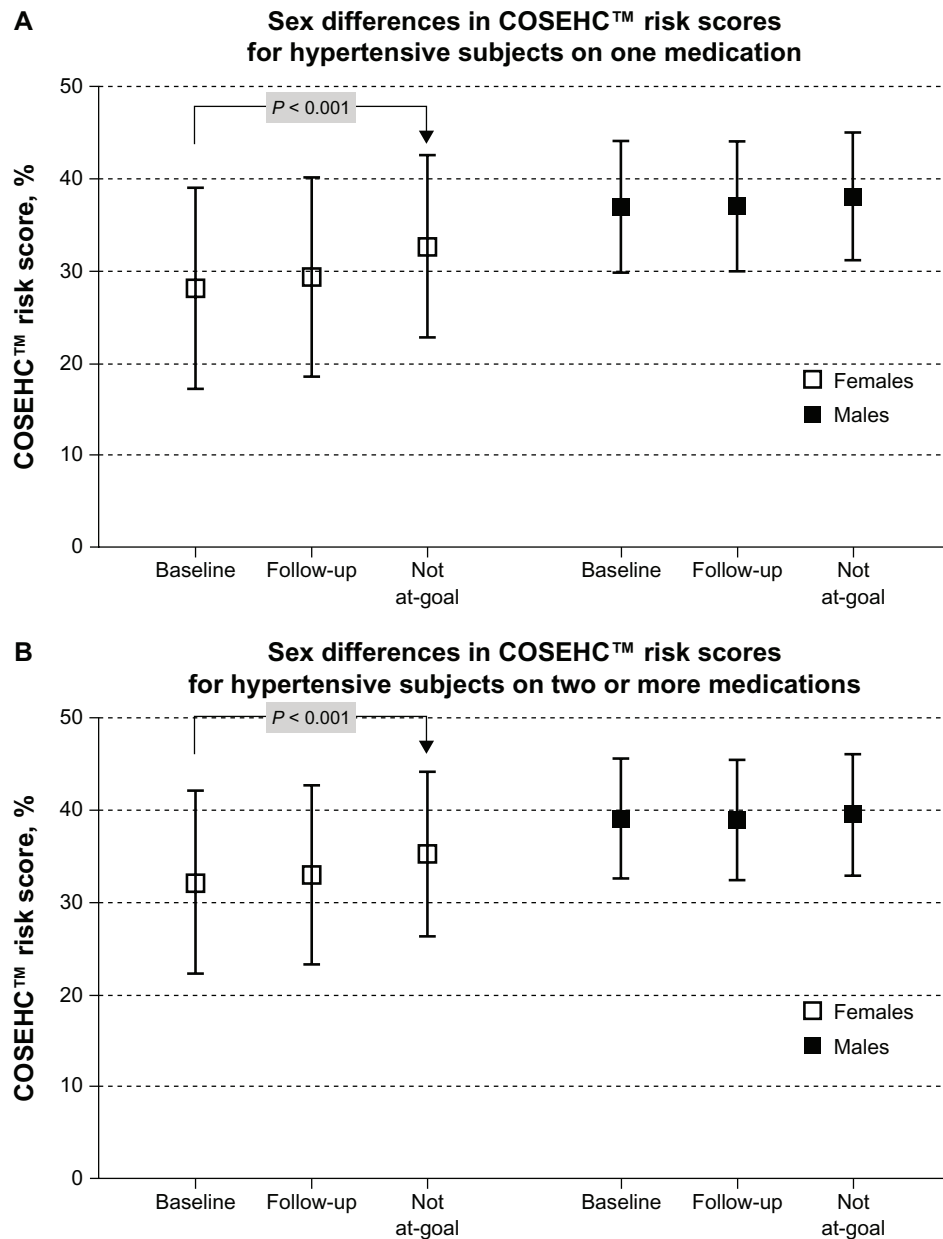 A
Sex differences in COSEHC™ risk scores
for hypertensive subjects on one medication
COSEHC™ risk score, %
50
40
30
20
10
0
P < 0.001
Females
Males
Baseline Follow-up Not at-goal Baseline Follow-up Not at-goal
B
Sex differences in COSEHC™ risk scores
for hypertensive subjects on two or more medications
COSEHC™ risk score, %
50
40
30
20
10
0
P < 0.001
Females
Males
Baseline Follow-up Not at-goal Baseline Follow-up Not at-goal